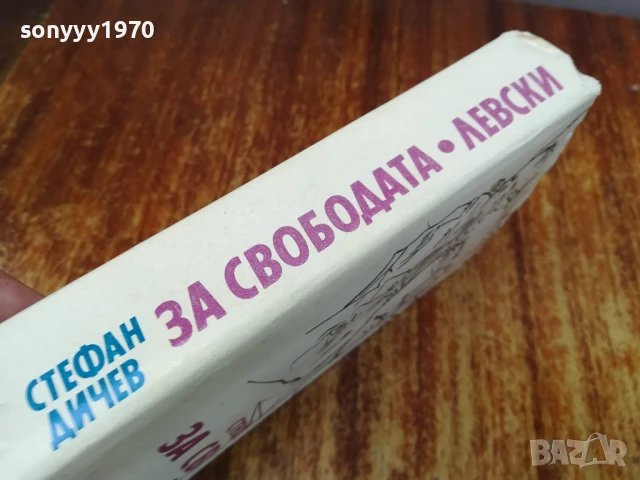 sonyyy1970
СТЕФАН
ДИЧЕВ
ЗА СВОБОДАТА • ЛЕВСКИ
BAZAR